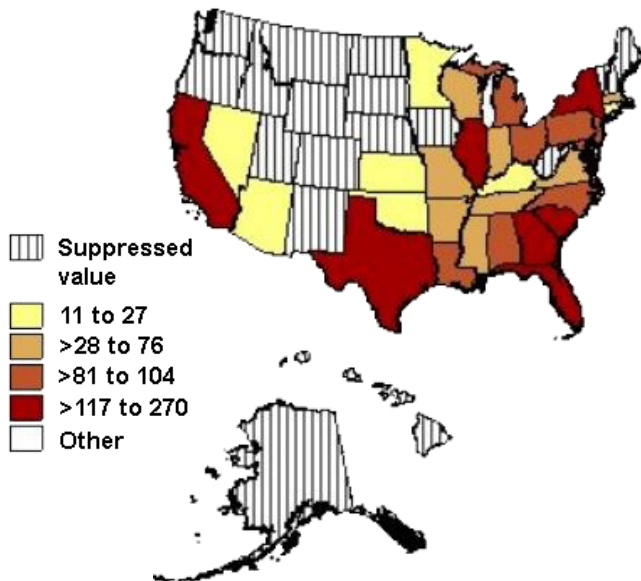 Suppressed
value
11 to 27
>28 to 76
>81 to 104
>117 to 270
Other